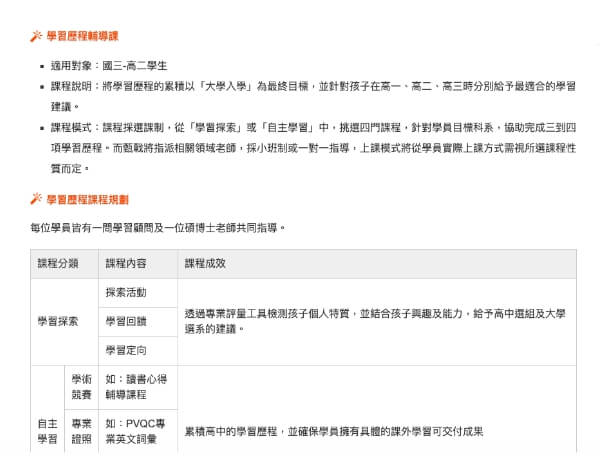 學習歷程輔導課
適用對象：國三-高二學生
課程說明：將學習歷程的累積以「大學入學」為最終目標，並針對孩子在高一、高二、高三時分別給予最適合的學習
建議。
課程模式：課程採選課制，從「學習探索」或「自主學習」中，挑選四門課程，針對學員目標科系，協助完成三到四
項學習歷程。而甄戰將指派相關領域老師，採小班制或一對一指導，上課模式將從學員實際上課方式需視所選課程性
質而定。
學習歷程課程規劃
每位學員皆有一問學習顧問及一位碩博士老師共同指導。
課程分類 課程內容 課程成效
學習探索
探索活動
學習回饋
學習定向
透過專業評量工具檢測孩子個人特質，並結合孩子興趣及能力，給予高中選組及大學
選系的建議。
自主
學習
學術
競賽
如：讀書心得
輔導課程
專業
證照
如：PVQC專
業英文詞彙
累積高中的學習歷程，並確保學員擁有具體的課外學習可交付成果